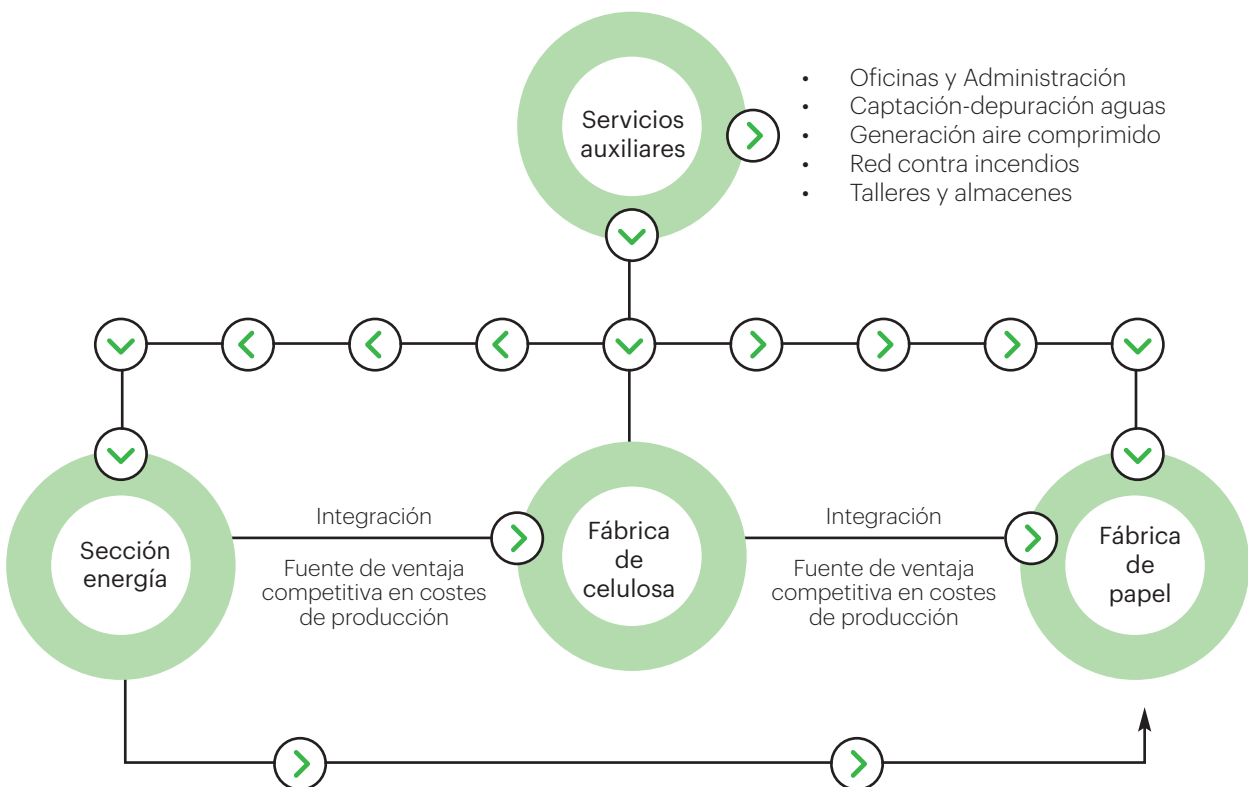 Servicios
auxiliares
• Oficinas y Administración
• Captación-depuración aguas
• Generación aire comprimido
• Red contra incendios
• Talleres y almacenes
Sección
energía
Integración
Fuente de ventaja
competitiva en costes
de producción
Fábrica
de
celulosa
Integración
Fuente de ventaja
competitiva en costes
de producción
Fábrica
de
papel